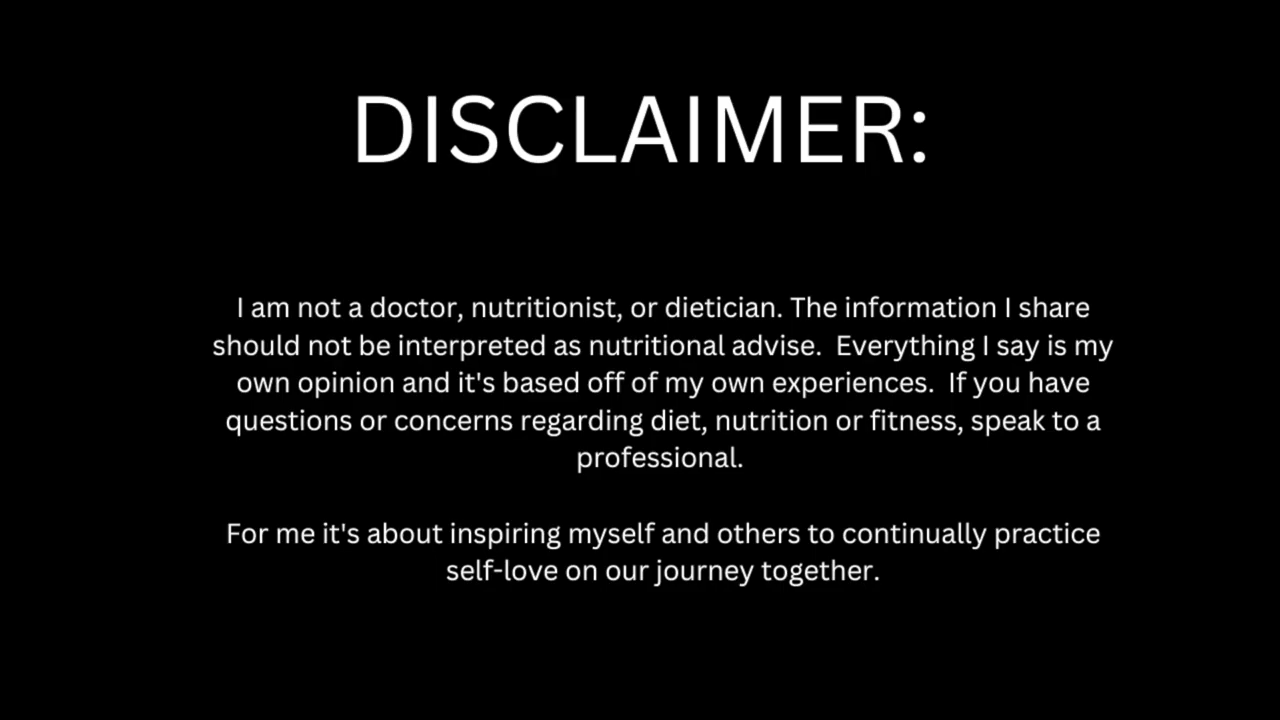 DISCLAIMER:
I am not a doctor, nutritionist, or dietician. The information I share
should not be interpreted as nutritional advise.  Everything I say is my
own opinion and it's based off of my own experiences.  If you have
questions or concerns regarding diet, nutrition or fitness, speak to a
professional.
For me it's about inspiring myself and others to continually practice
self-love on our journey together.